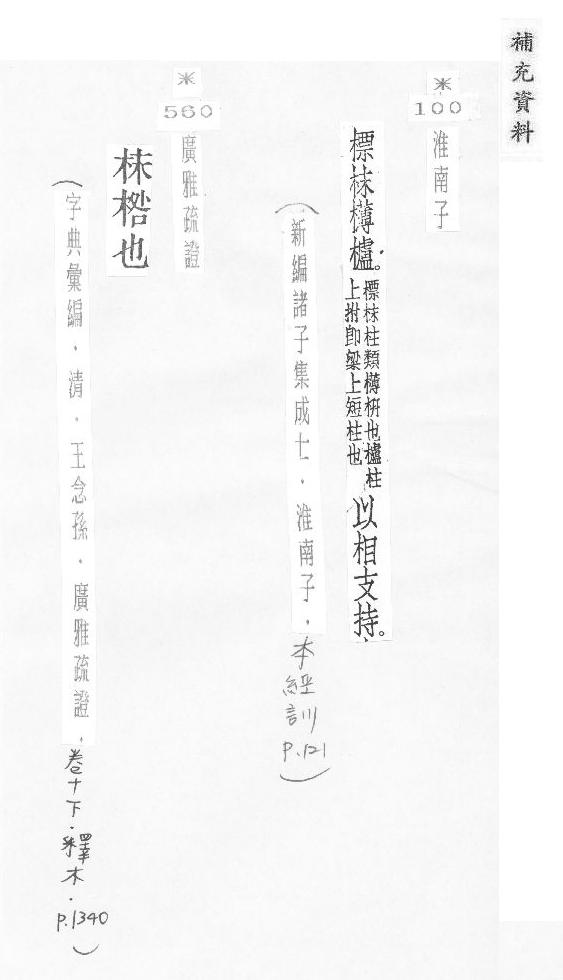 補充資料
※
100
淮南子
標枺欂櫨。
標枺柱類欂枅也櫨柱
上拊即梁上短柱也
以相支持。
(新編諸子集成七.淮南子.本經訓 P.121)
※
560
廣雅疏證
枺也
(字典彙編.清.王念孫.廣雅疏證.卷十下.釋木.P.1340)